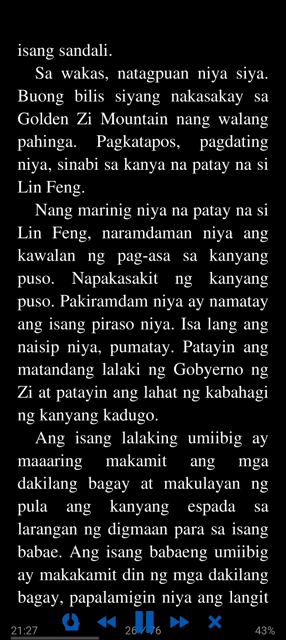 isang sandali.
Sa wakas, natagpuan niya siya.
Buong bilis siyang nakasakay sa
Golden Zi Mountain nang walang
pahinga. Pagkatapos, pagdating
niya, sinabi sa kanya na patay na si
Lin Feng.
Nang marinig niya na patay na si
Lin Feng, naramdaman niya ang
kawalan ng pag-asa sa kanyang
puso. Napakasakit ng kanyang
puso. Pakiramdam niya ay namatay
ang isang piraso niya. Isa lang ang
naisip niya, pumatay. Patayin ang
matandang lalaki ng Gobyerno ng
Zi at patayin ang lahat ng kabahagi
ng kanyang kadugo.
Ang isang lalaking umiibig ay
maaaring makamit ang mga
dakilang bagay at makulayan ng
pula ang kanyang espada sa
larangan ng digmaan para sa isang
babae. Ang isang babaeng umiibig
ay makakamit din ng mga dakilang
bagay, papalamigin niya ang langit
21:27 43%